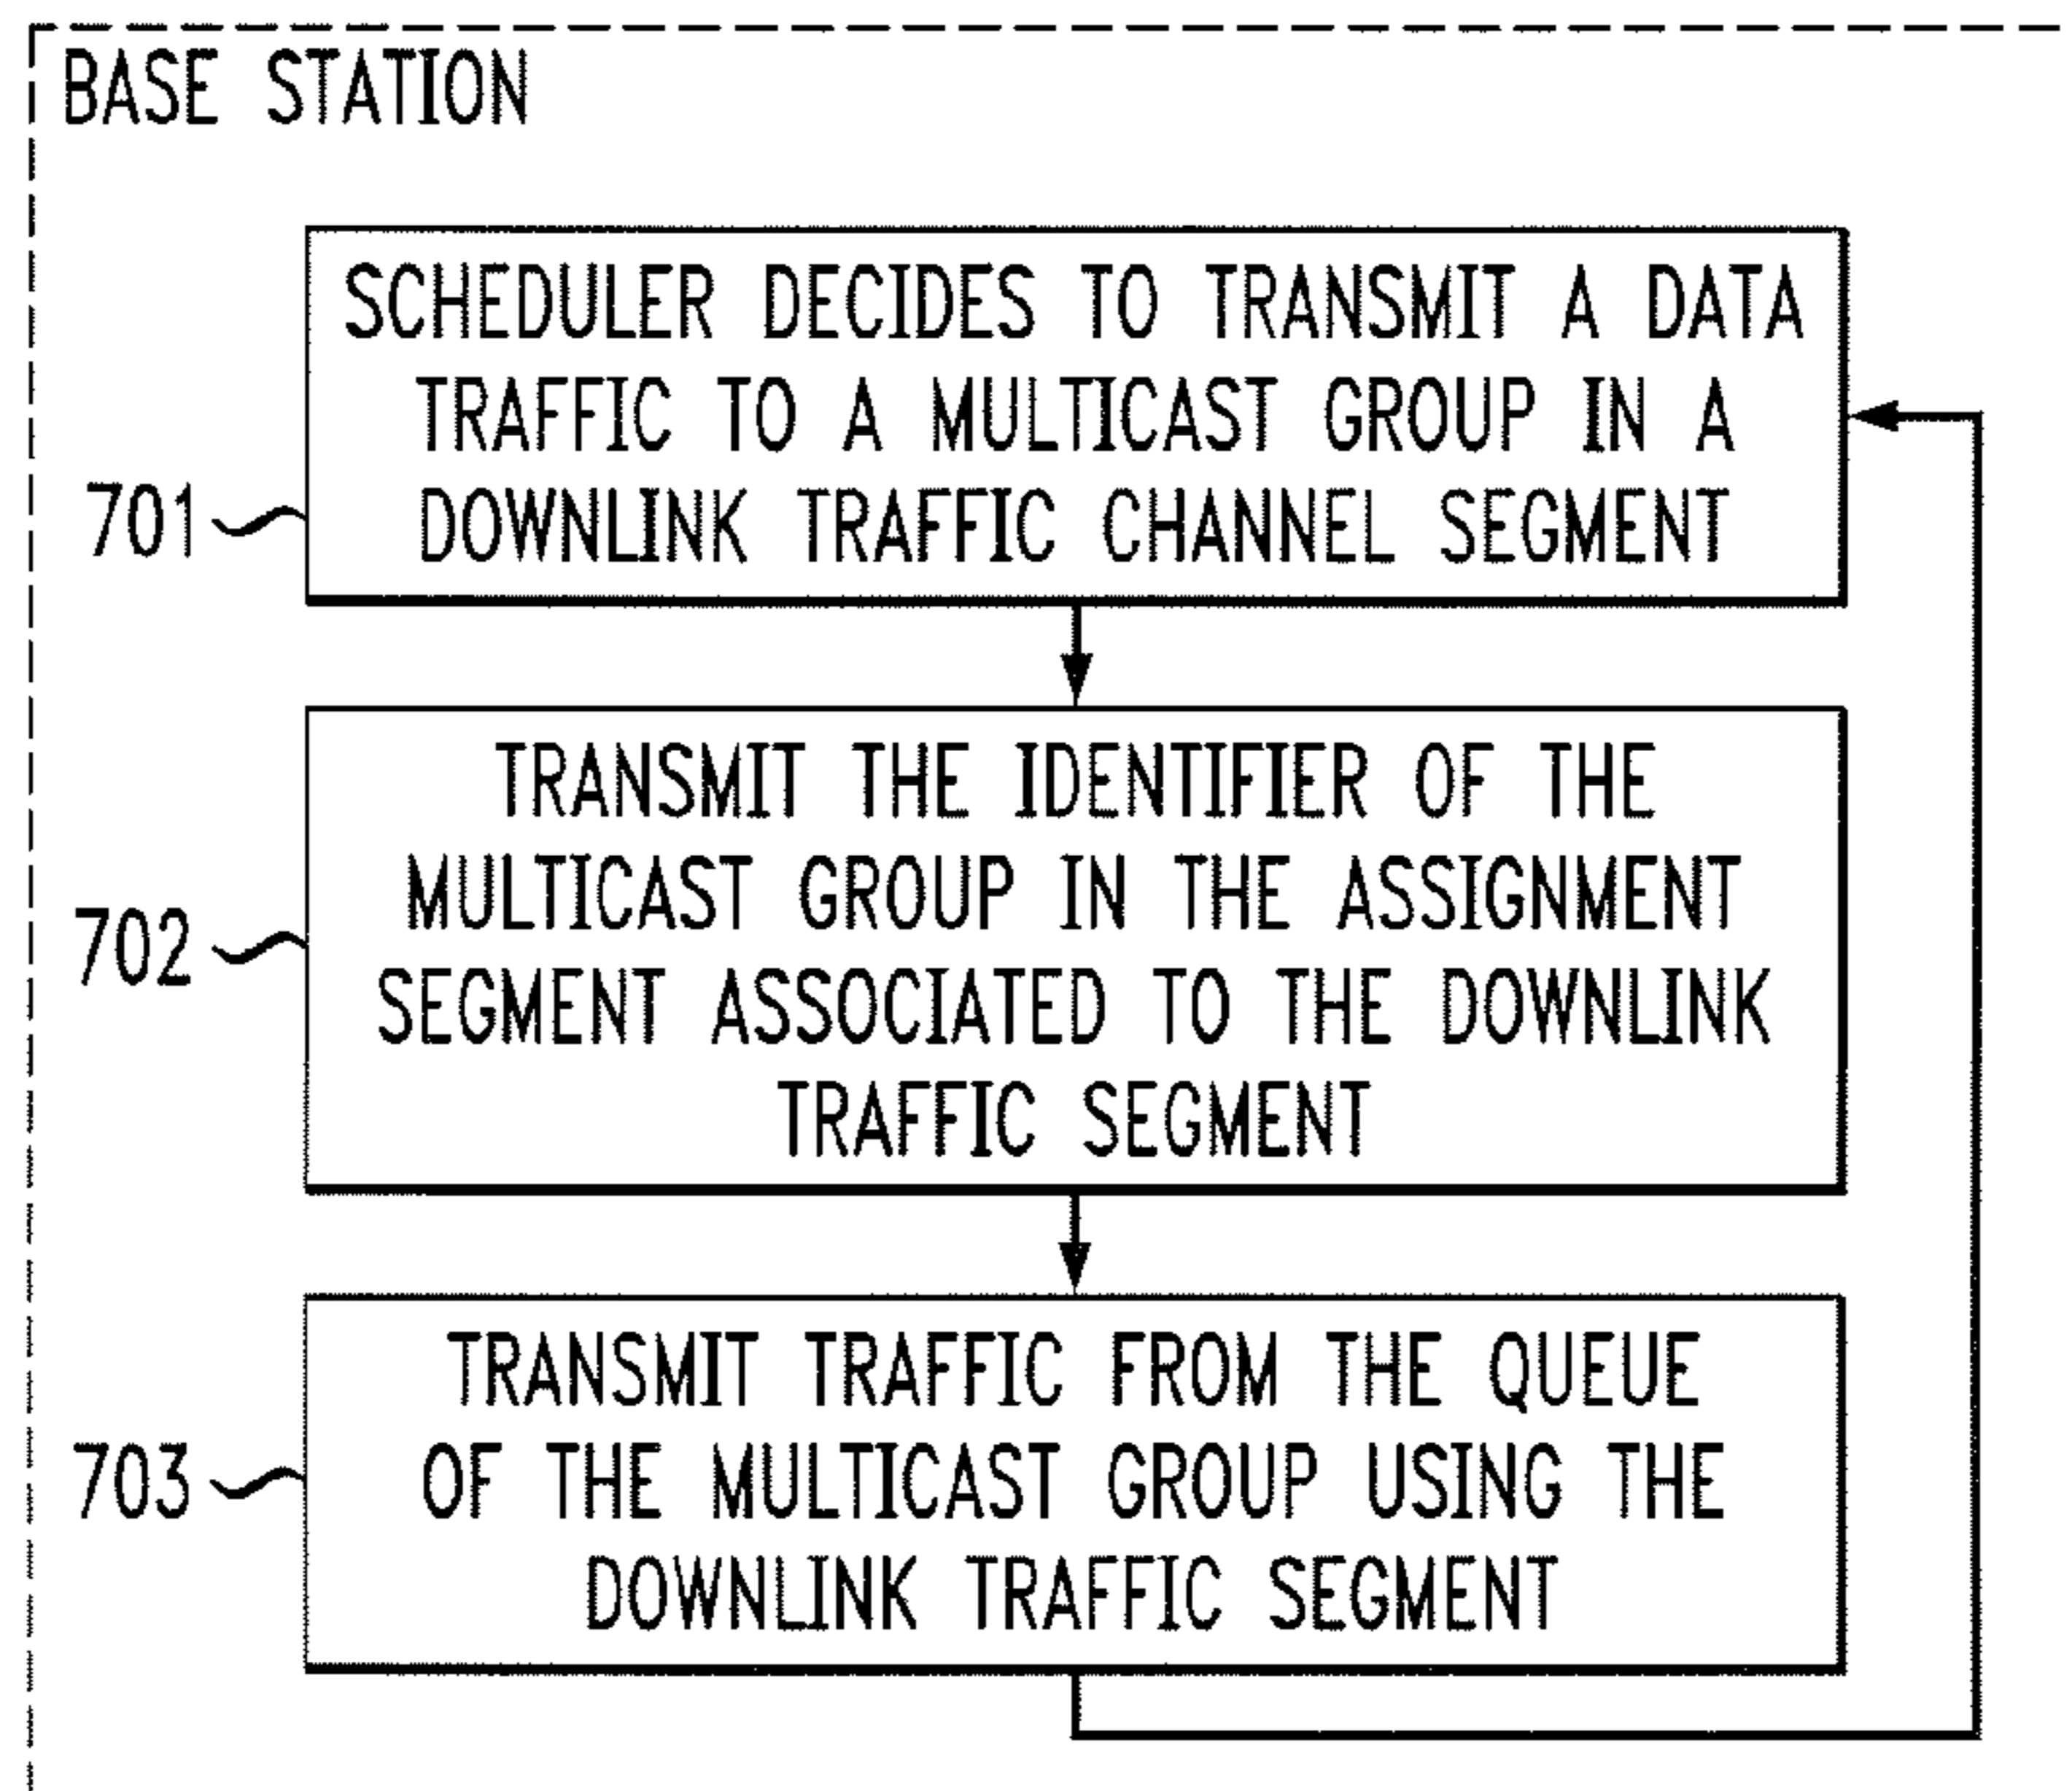 BASE STATION
SCHEDULER DECIDES TO TRANSMIT A DATA
TRAFFIC TO A MULTICAST GROUP IN A
DOWNLINK TRAFFIC CHANNEL SEGMENT
701
TRANSMIT THE IDENTIFIER OF THE
MULTICAST GROUP IN THE ASSIGNMENT
SEGMENT ASSOCIATED TO THE DOWNLINK
TRAFFIC SEGMENT
702
TRANSMIT TRAFFIC FROM THE QUEUE
OF THE MULTICAST GROUP USING THE
DOWNLINK TRAFFIC SEGMENT
703